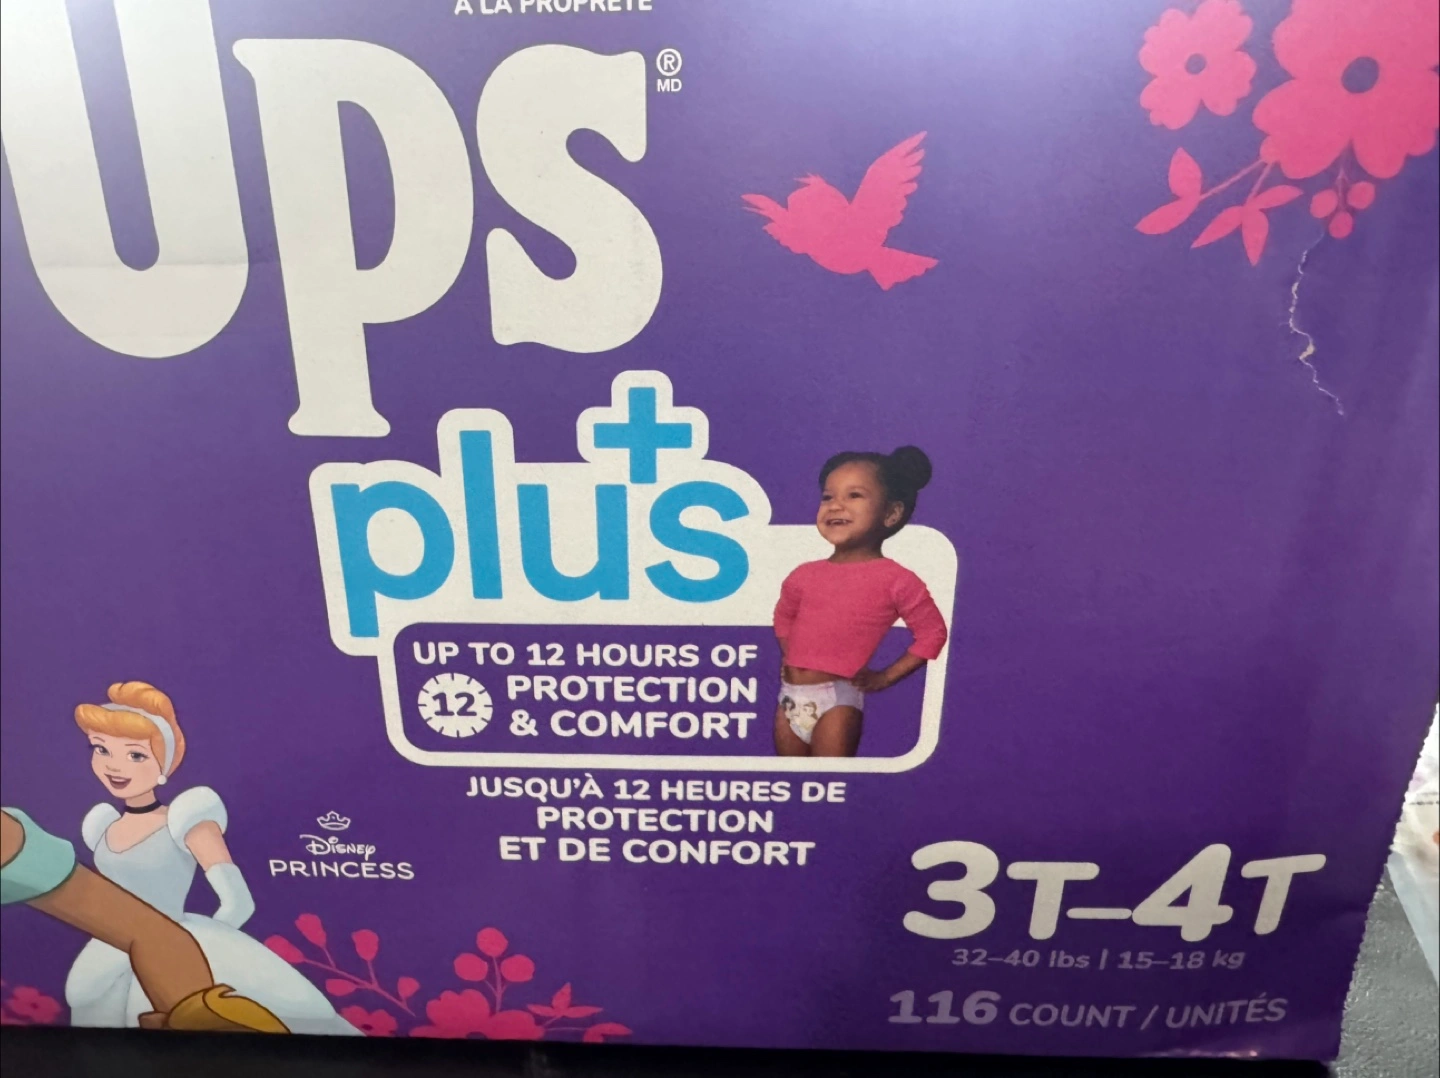 À LA PROPRETÉ
Ups
®
MD
plus+
UP TO 12 HOURS OF
12
PROTECTION
& COMFORT
JUSQU'À 12 HEURES DE
PROTECTION
ET DE CONFORT
Disney
PRINCESS
3T–4T
32–40 lbs | 15–18 kg
116 COUNT / UNITÉS